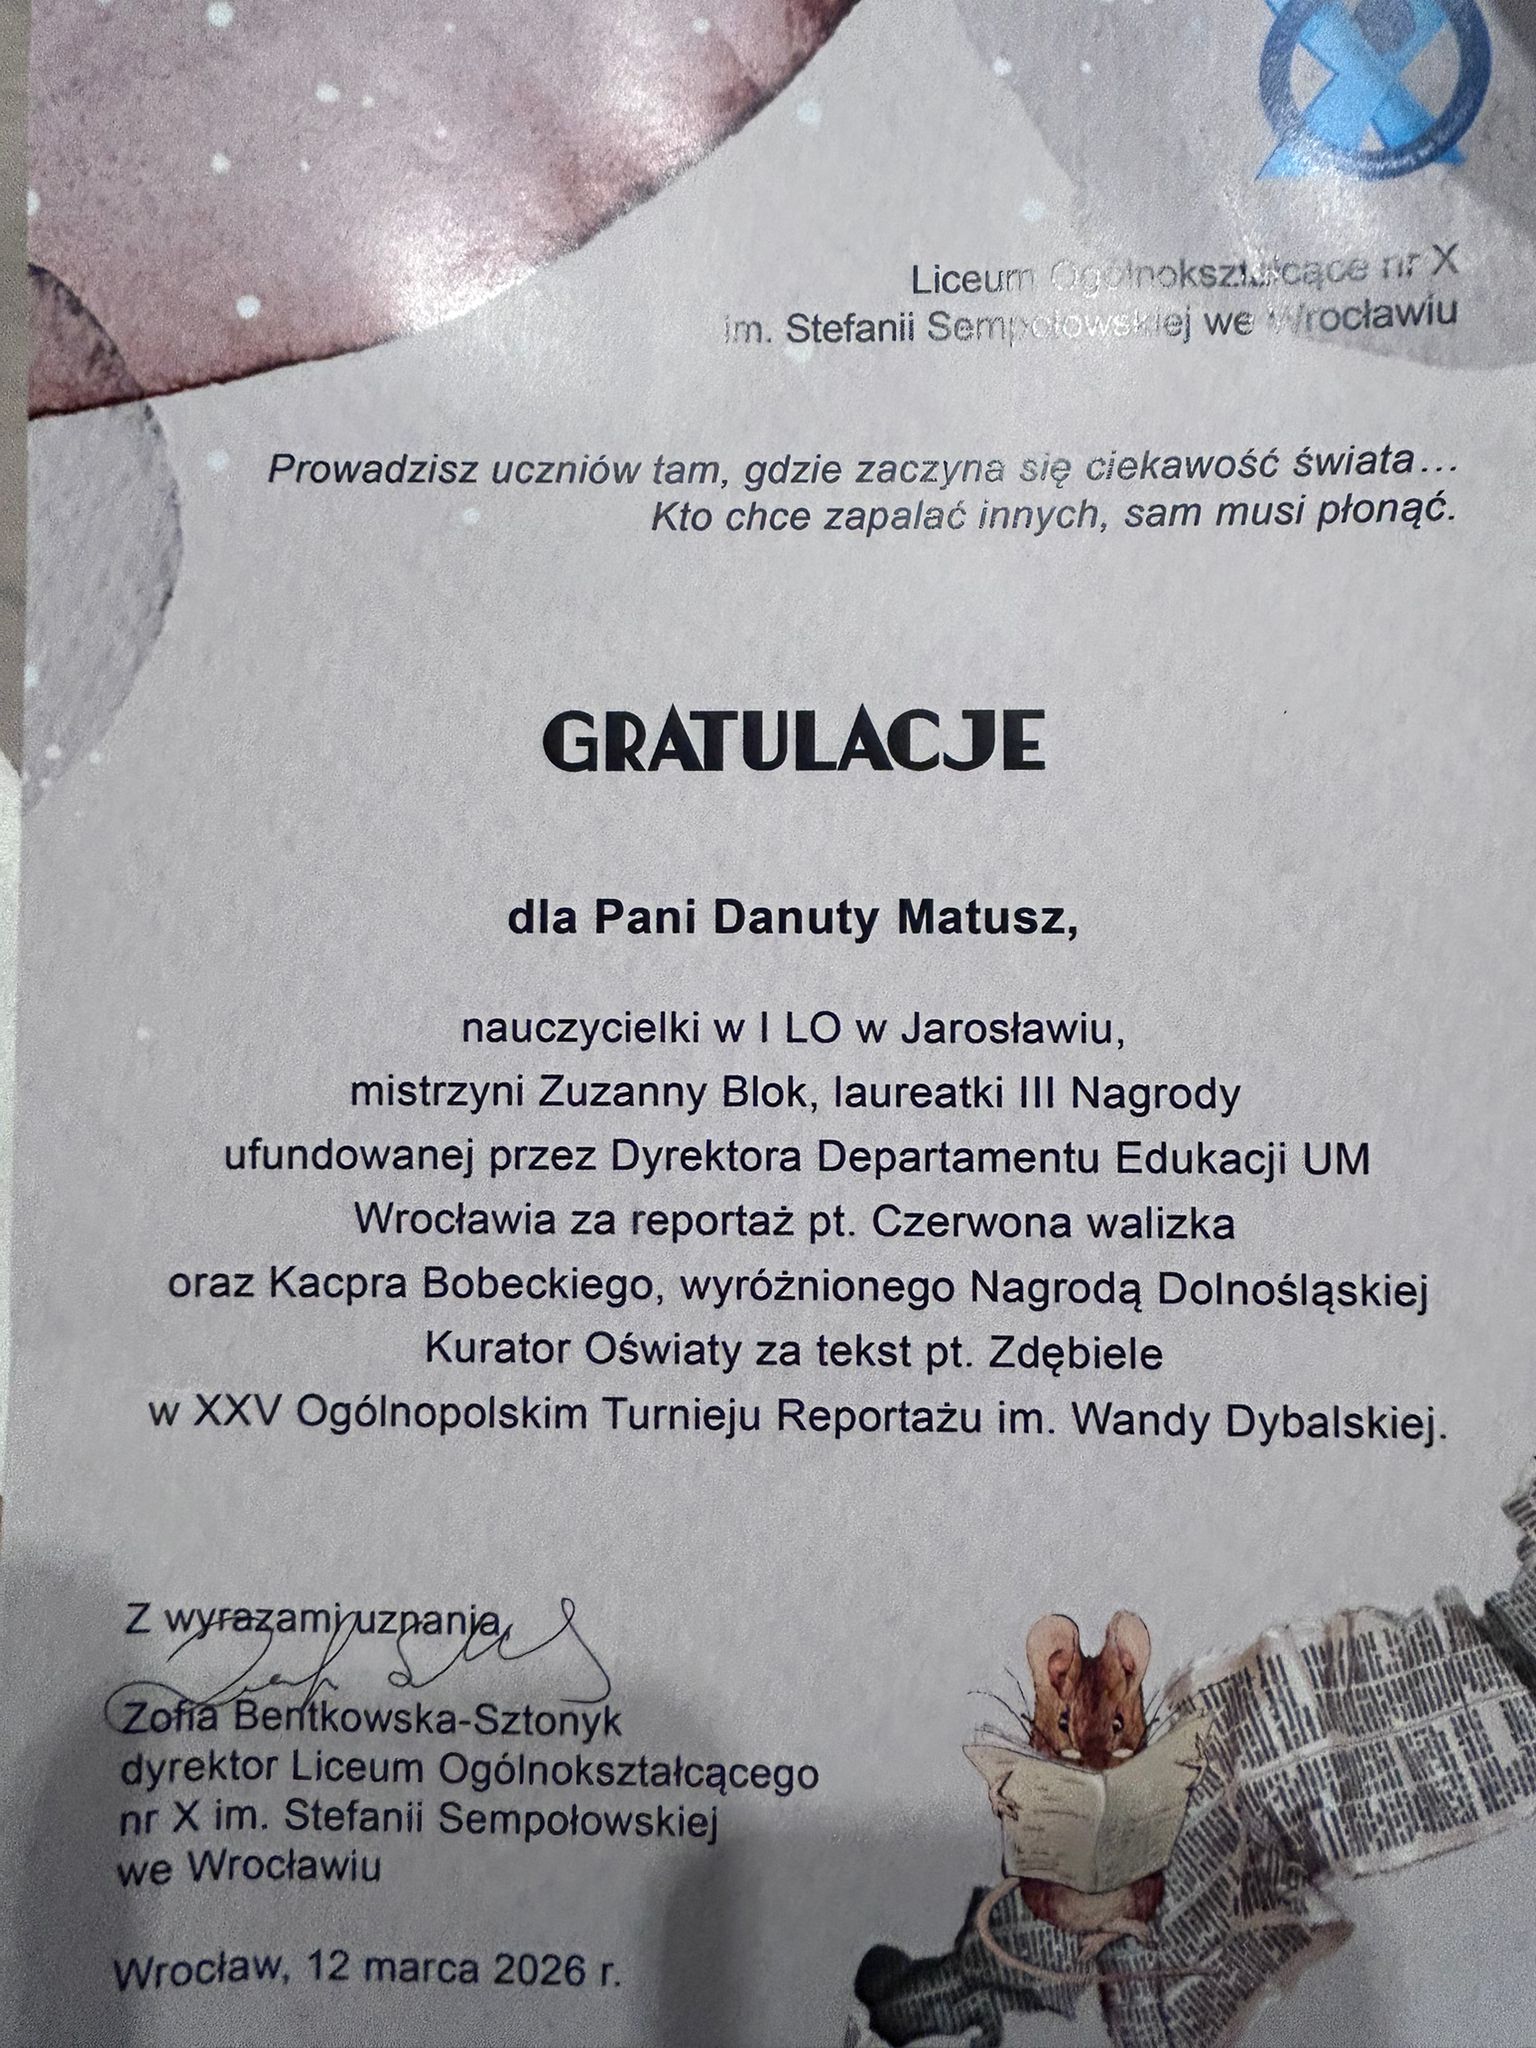 Liceum Ogólnokształcące nr X
im. Stefanii Sempołowskiej we Wrocławiu
Prowadzisz uczniów tam, gdzie zaczyna się ciekawość świata...
Kto chce zapalać innych, sam musi płonąć.
GRATULACJE
dla Pani Danuty Matusz,
nauczycielki w I LO w Jarosławiu,
mistrzyni Zuzanny Blok, laureatki III Nagrody
ufundowanej przez Dyrektora Departamentu Edukacji UM
Wrocławia za reportaż pt. Czerwona walizka
oraz Kacpra Bobeckiego, wyróżnionego Nagrodą Dolnośląskiej
Kurator Oświaty za tekst pt. Zdębiele
w XXV Ogólnopolskim Turnieju Reportażu im. Wandy Dybalskiej.
Z wyrazami uznania,
Zofia Bentkowska-Sztonyk
dyrektor Liceum Ogólnokształcącego
nr X im. Stefanii Sempołowskiej
we Wrocławiu
Wrocław, 12 marca 2026 r.